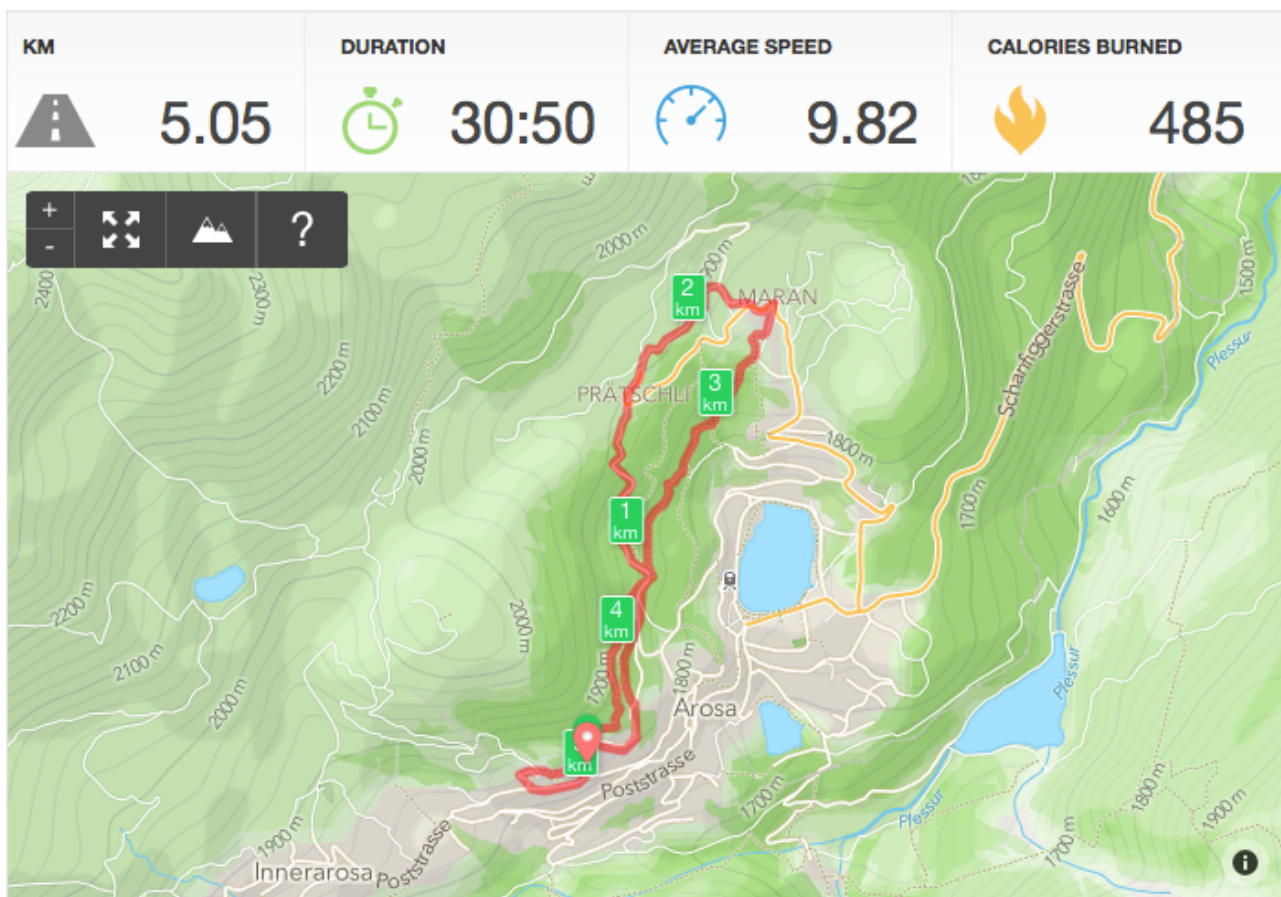 KM
DURATION
AVERAGE SPEED
CALORIES BURNED
5.05
30:50
9.82
485
+
-
?
2400
2300 m
2200 m
2100 m
2000 m
2000 m
1800
1500 m
2
km
MARAN
PRÄTSCHLI
3
km
Schanfiggerstrasse
Plessur
1800 m
1700 m
1600 m
1
km
4
km
2200 m
2100 m
2000 m
2000 m
1900 m
1800 m
Arosa
Plessur
km
Poststrasse
1700 m
Plessur
1800 m
1900 m
1700 m
1900 m
Innerarosa
Poststrasse
i